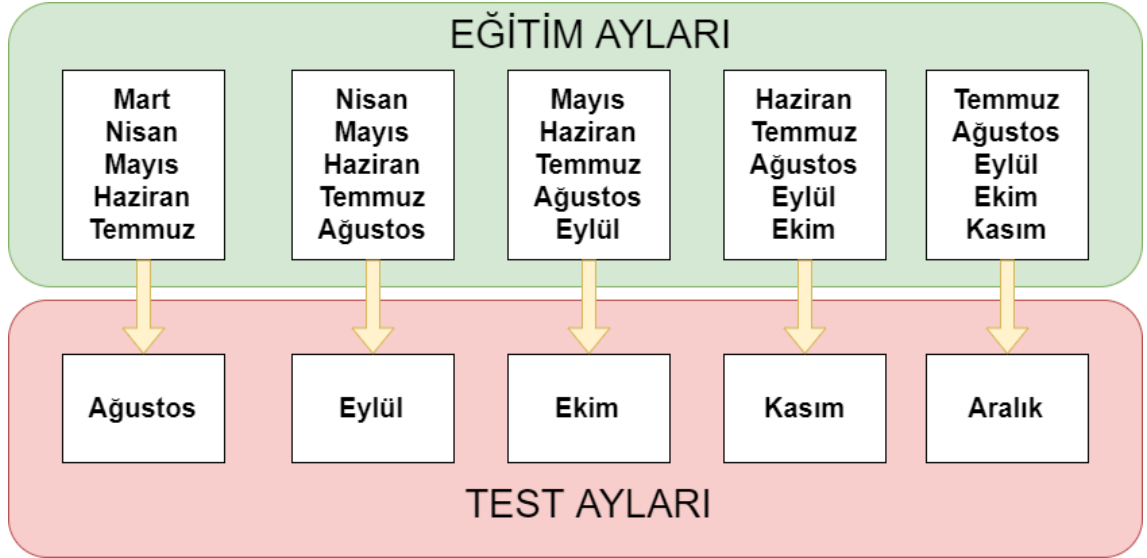 EĞİTİM AYLARI
Mart
Nisan
Mayıs
Haziran
Temmuz
Nisan
Mayıs
Haziran
Temmuz
Ağustos
Mayıs
Haziran
Temmuz
Ağustos
Eylül
Haziran
Temmuz
Ağustos
Eylül
Ekim
Temmuz
Ağustos
Eylül
Ekim
Kasım
Ağustos
Eylül
Ekim
Kasım
Aralık
TEST AYLARI